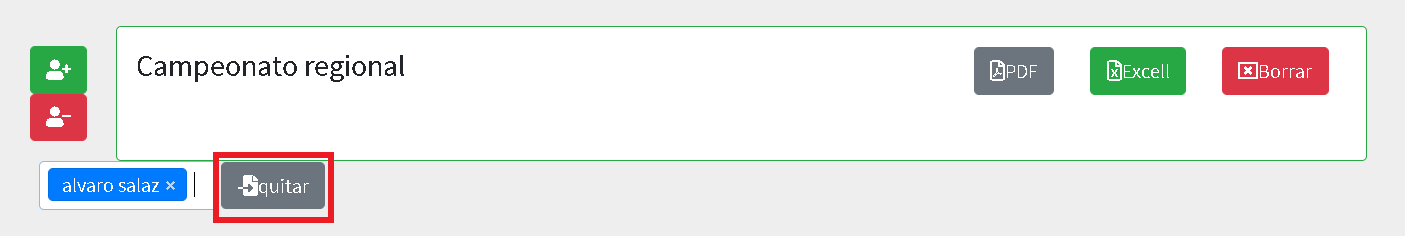 Campeonato regional
PDF
Excell
Borrar
alvaro salaz ×
quitar